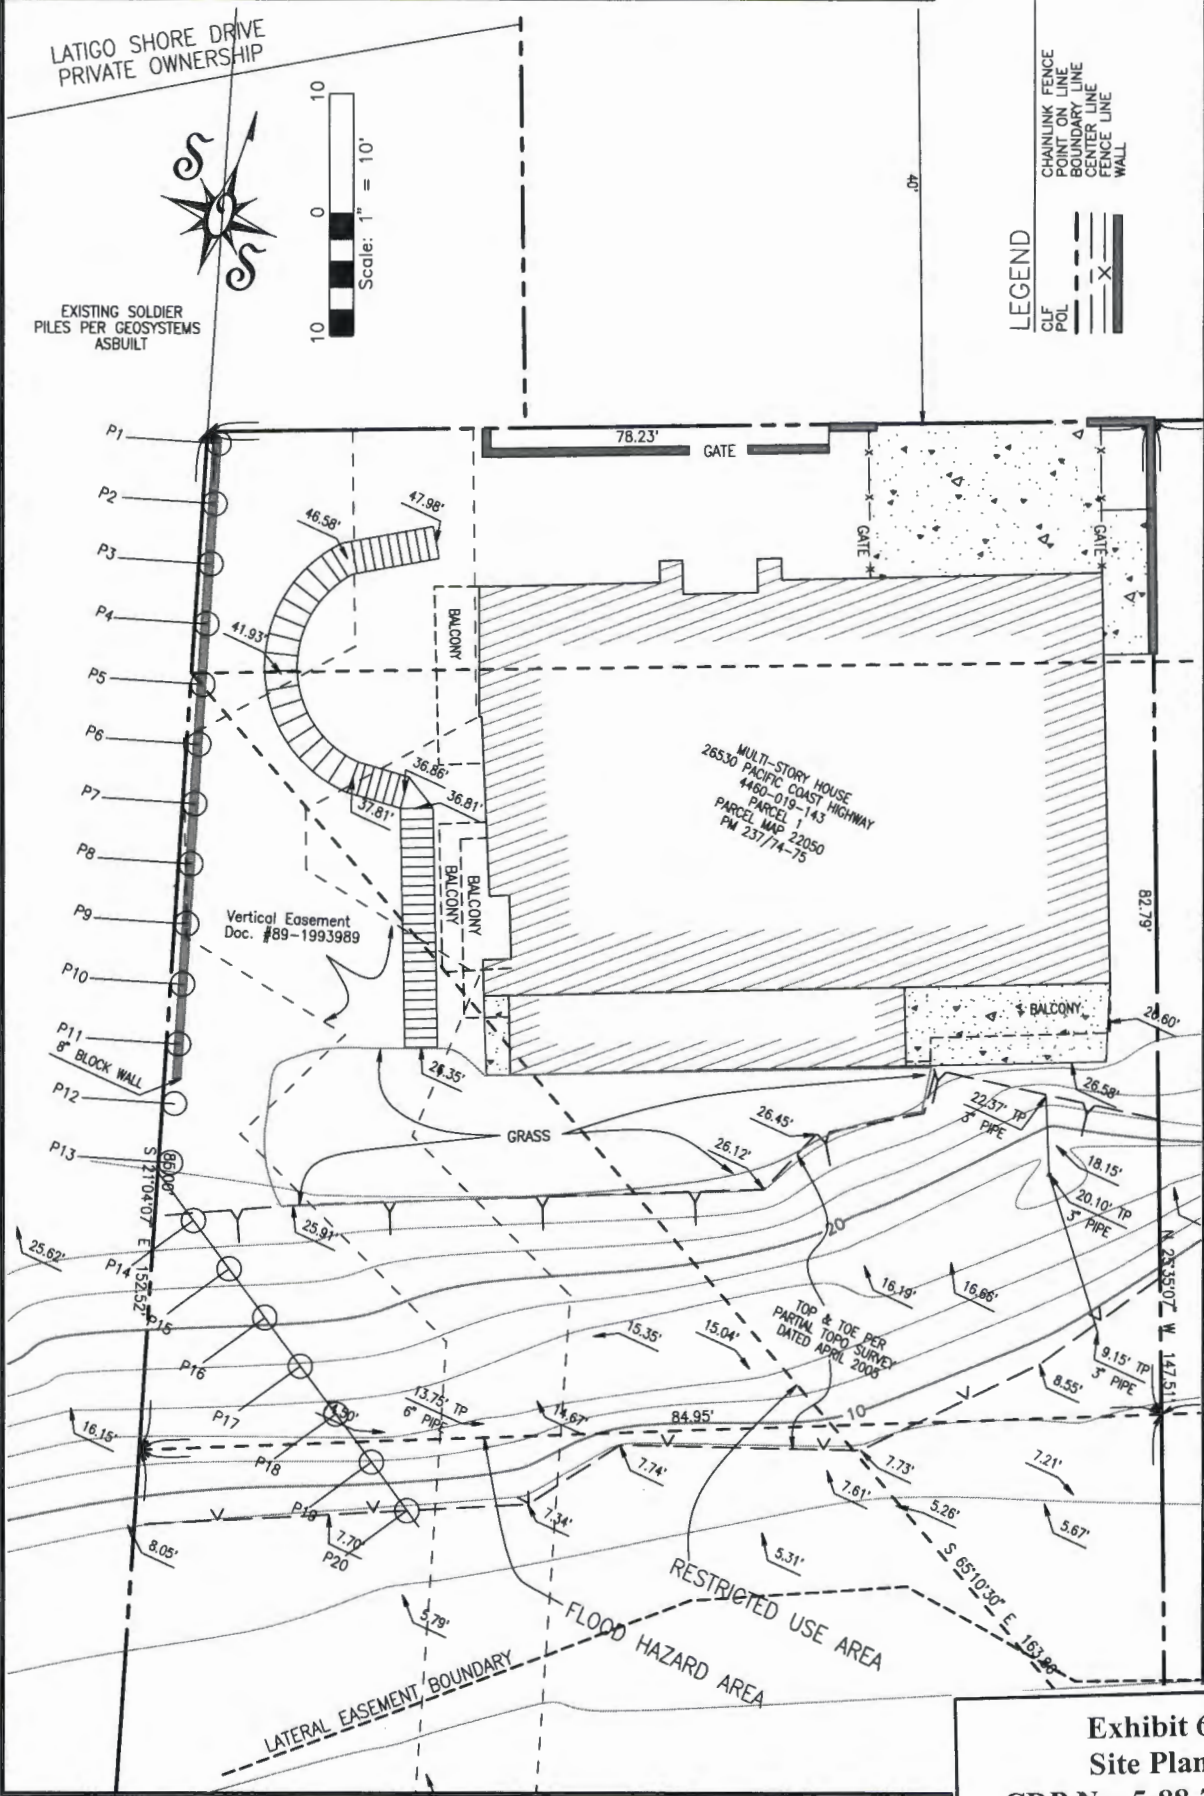 LATIGO SHORE DRIVE
PRIVATE OWNERSHIP
S
O
S
10
0
10
Scale: 1" = 10'
40'
LEGEND
CLF CHAINLINK FENCE
POL POINT ON LINE
BOUNDARY LINE
CENTER LINE
X FENCE LINE
WALL
EXISTING SOLDIER
PILES PER GEOSYSTEMS
ASBUILT
P1
P2
P3
P4
P5
P6
P7
P8
P9
P10
P11
8" BLOCK WALL
P12
P13
P14
P15
P16
P17
P18
P19
P20
78.23'
GATE
GATE
GATE
46.58'
47.98'
41.93'
36.86'
36.81'
37.81'
BALCONY
BALCONY
BALCONY
MULTI-STORY HOUSE
26530 PACIFIC COAST HIGHWAY
4460-019-143
PARCEL 1
PARCEL MAP 22050
PM 237/74-75
82.79'
Vertical Easement
Doc. #89-1993989
BALCONY
26.60'
26.58'
26.35'
GRASS
26.45'
26.12'
22.37' TP
3" PIPE
18.15'
20.10' TP
3" PIPE
86.00'
S 21°04'07" E 152.52'
25.62'
25.91'
20
16.19'
16.66'
N 25°35'07" W 147.51'
TOP & TOE PER
PARTIAL TOPO SURVEY
DATED APRIL 2005
15.35'
15.04'
9.15' TP
3" PIPE
8.55'
13.75' TP
6" PIPE
14.67'
84.95'
10
16.15'
7.74'
7.73'
7.21'
7.61'
5.26'
5.67'
7.34'
7.70'
8.05'
5.31'
5.79'
S 65°10'30" E 163.80'
RESTRICTED USE AREA
FLOOD HAZARD AREA
LATERAL EASEMENT BOUNDARY
Exhibit 6
Site Plan